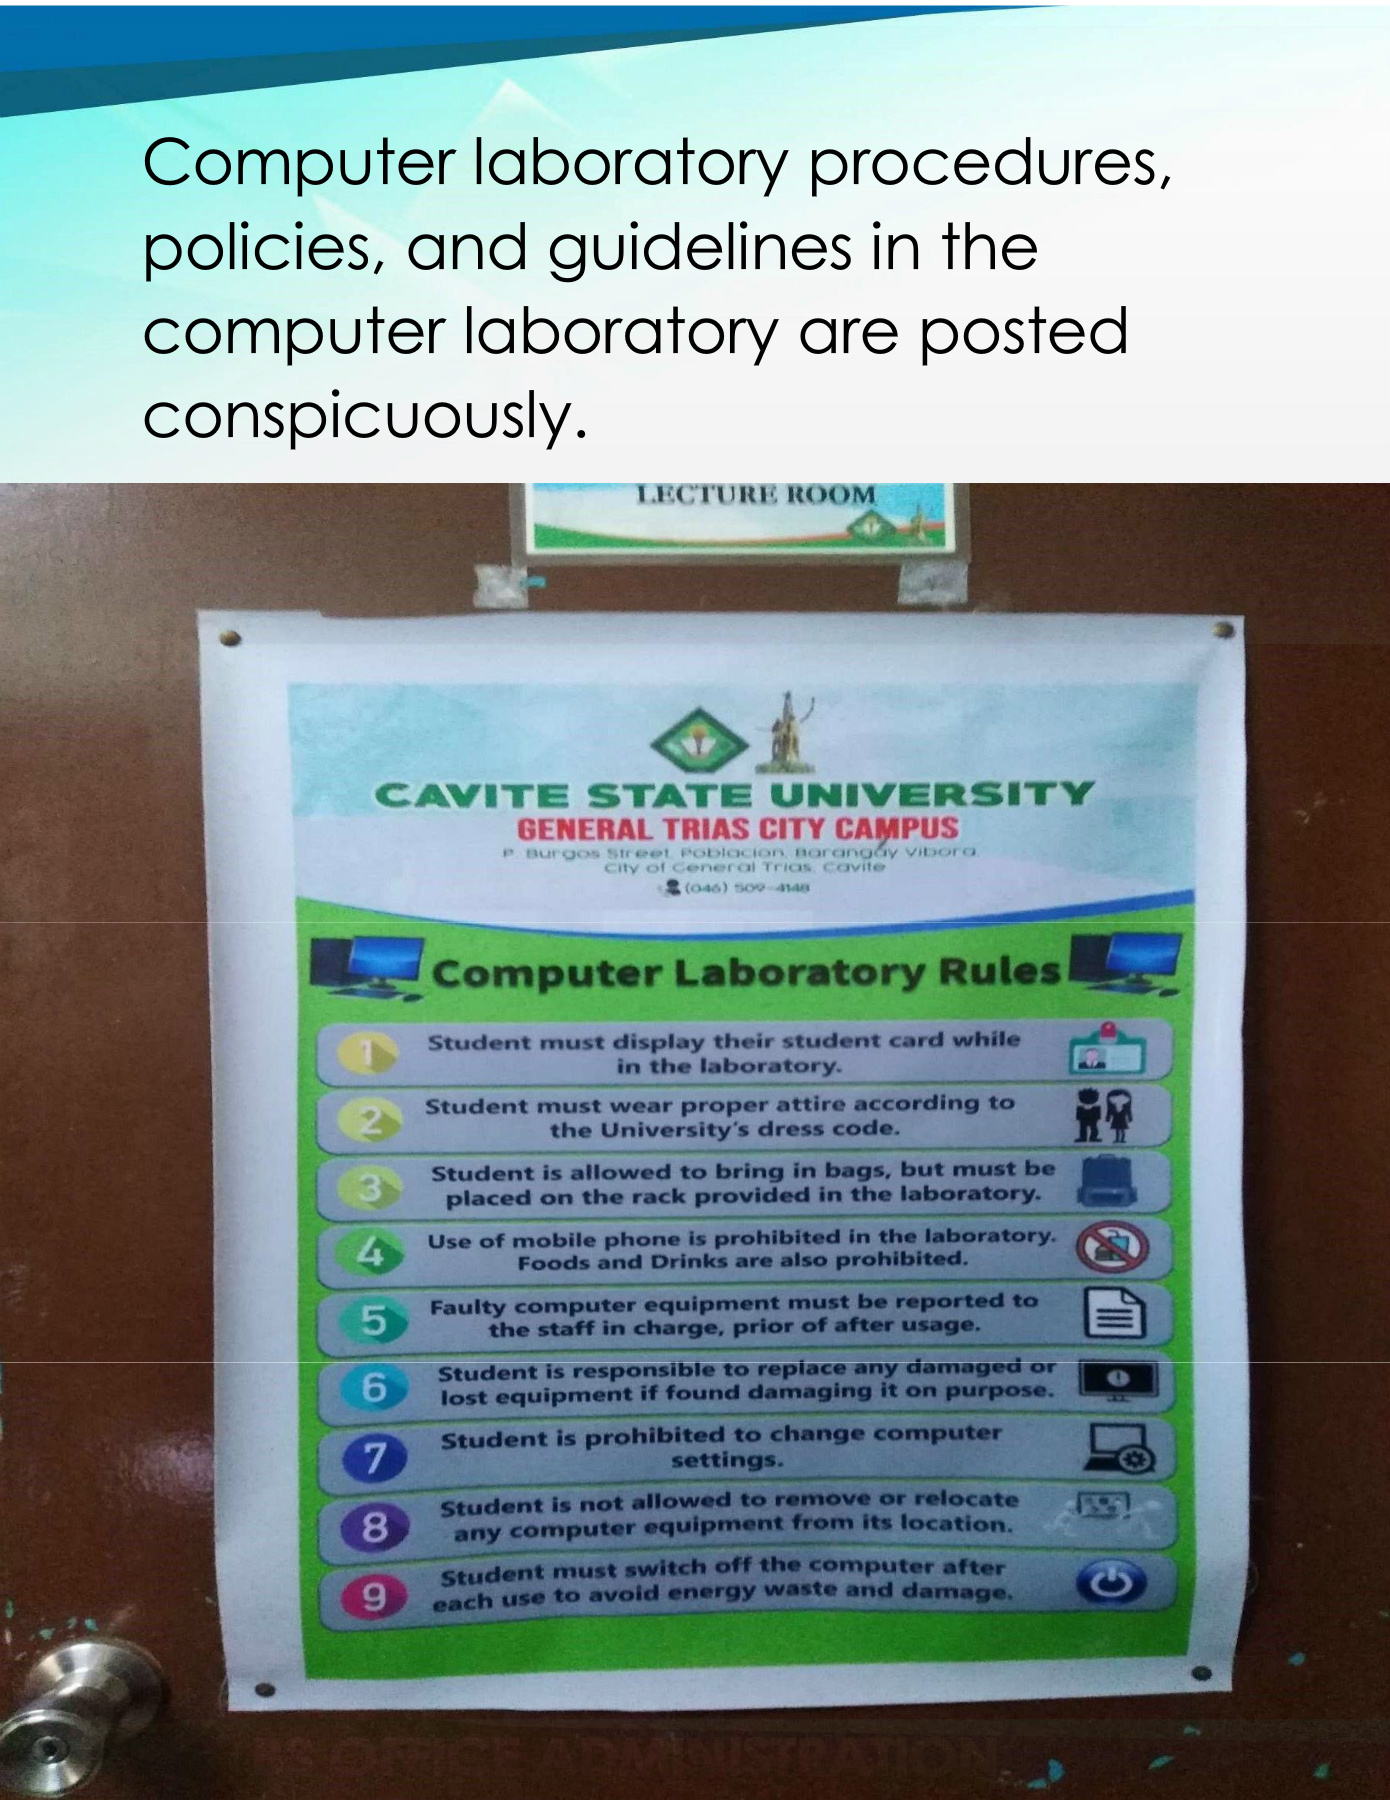 Computer laboratory procedures,
policies, and guidelines in the
computer laboratory are posted
conspicuously.
LECTURE ROOM
CAVITE STATE UNIVERSITY
GENERAL TRIAS CITY CAMPUS
P. Burgos Street, Poblacion, Barangay Vibora,
City of General Trias, Cavite
(046) 509-4148
Computer Laboratory Rules
1 Student must display their student card while
in the laboratory.
2 Student must wear proper attire according to
the University's dress code.
3 Student is allowed to bring in bags, but must be
placed on the rack provided in the laboratory.
4 Use of mobile phone is prohibited in the laboratory.
Foods and Drinks are also prohibited.
5 Faulty computer equipment must be reported to
the staff in charge, prior of after usage.
6 Student is responsible to replace any damaged or
lost equipment if found damaging it on purpose.
7 Student is prohibited to change computer
settings.
8 Student is not allowed to remove or relocate
any computer equipment from its location.
9 Student must switch off the computer after
each use to avoid energy waste and damage.
BS OFFICE ADMINISTRATION